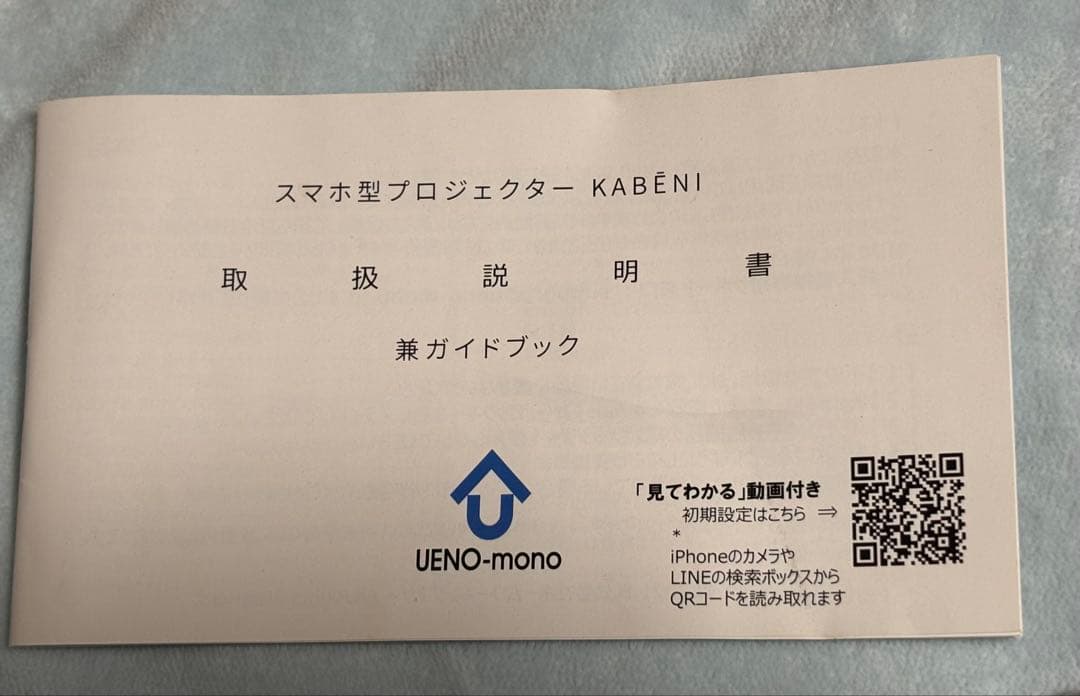 スマホ型プロジェクター KABĒNI
取扱説明書
兼ガイドブック
UENO-mono
「見てわかる」動画付き
初期設定はこちら ⇒
*
iPhoneのカメラや
LINEの検索ボックスから
QRコードを読み取れます